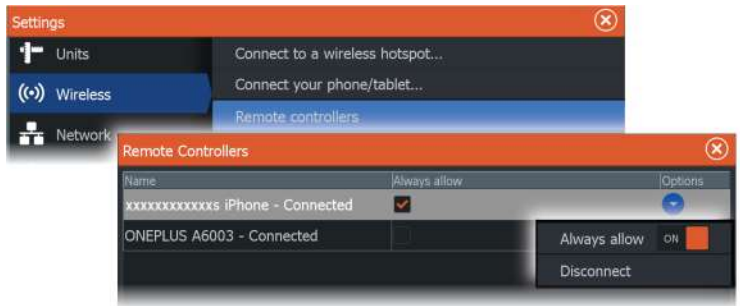 Settings
Units
Connect to a wireless hotspot...
Wireless
Connect your phone/tablet...
Remote controllers
Network
Remote Controllers
Name Always allow Options
xxxxxxxxxxxxs iPhone - Connected
ONEPLUS A6003 - Connected
Always allow ON
Disconnect